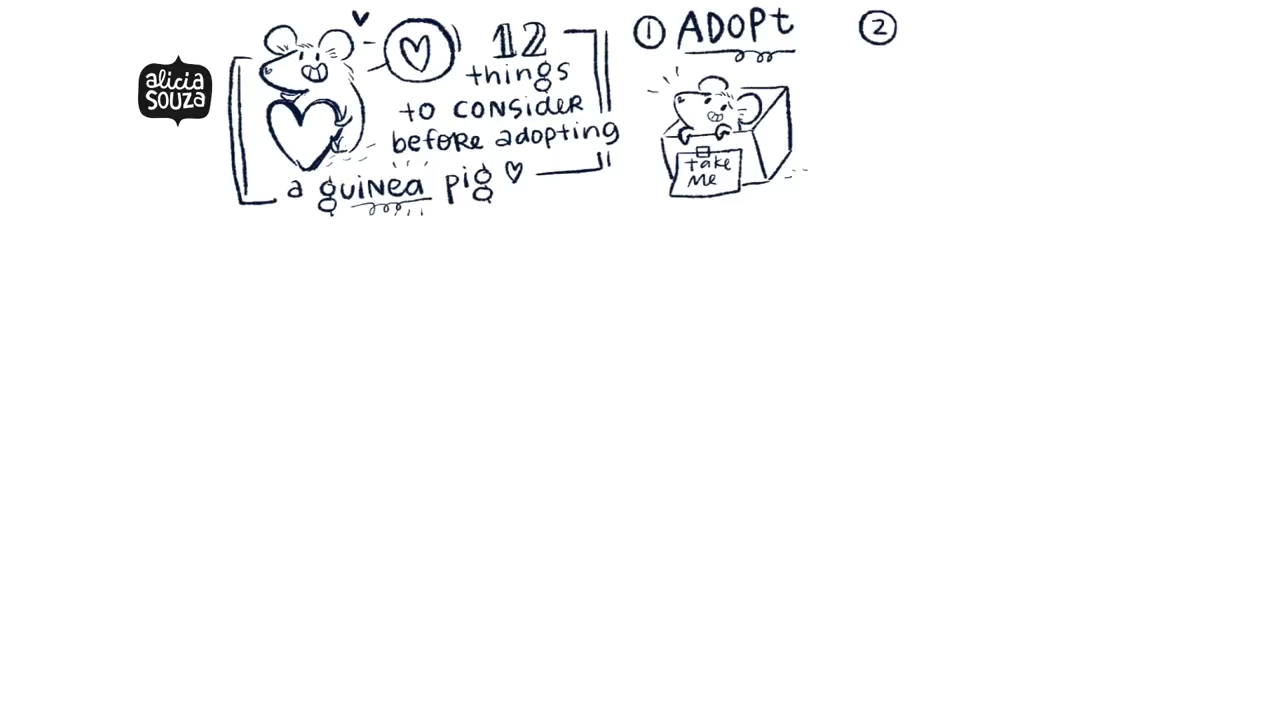 alicia
SOUZA
12
things
to CONSIDER
before adopting
a guiNea pig
1 ADOPt
take
Me
2